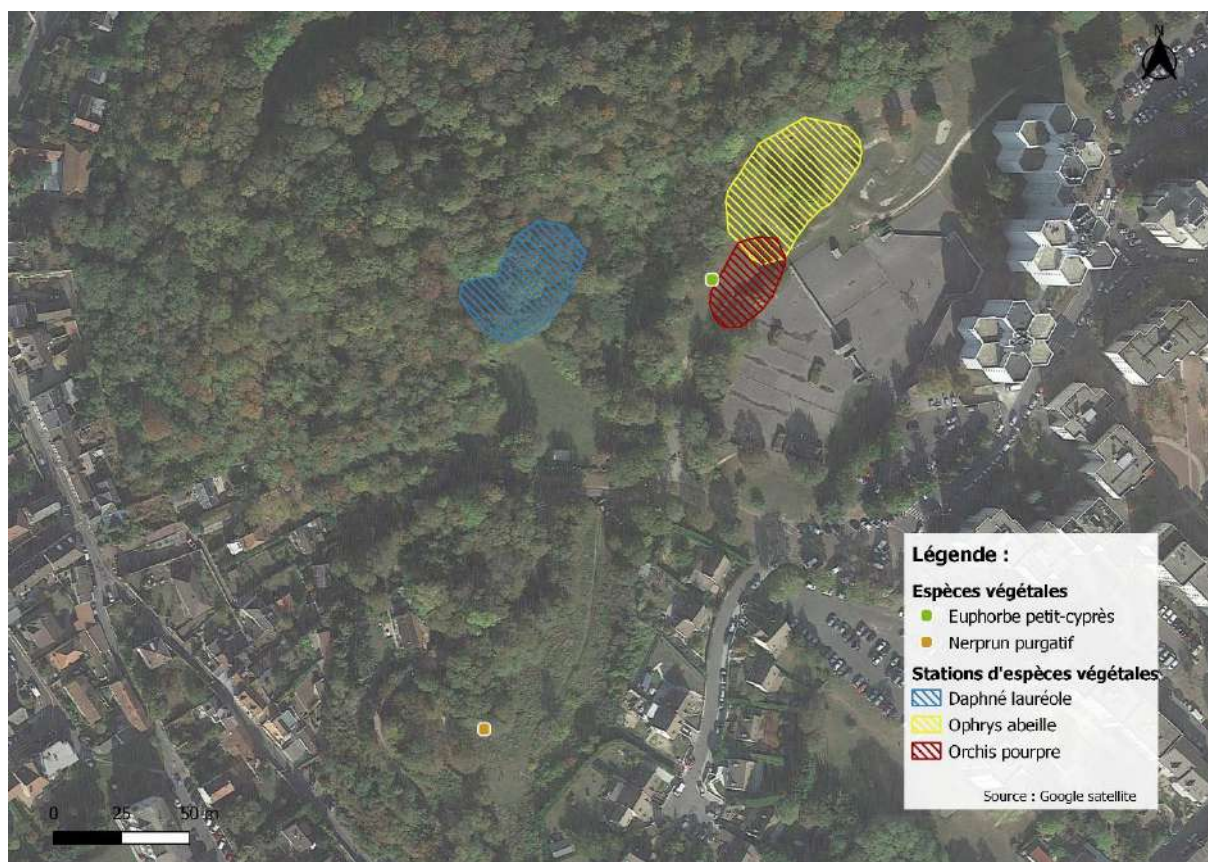 N
Légende :
Espèces végétales
Euphorbe petit-cyprès
Nerprun purgatif
Stations d'espèces végétales
Daphné lauréole
Ophrys abeille
Orchis pourpre
Source : Google satellite
0 25 50 m